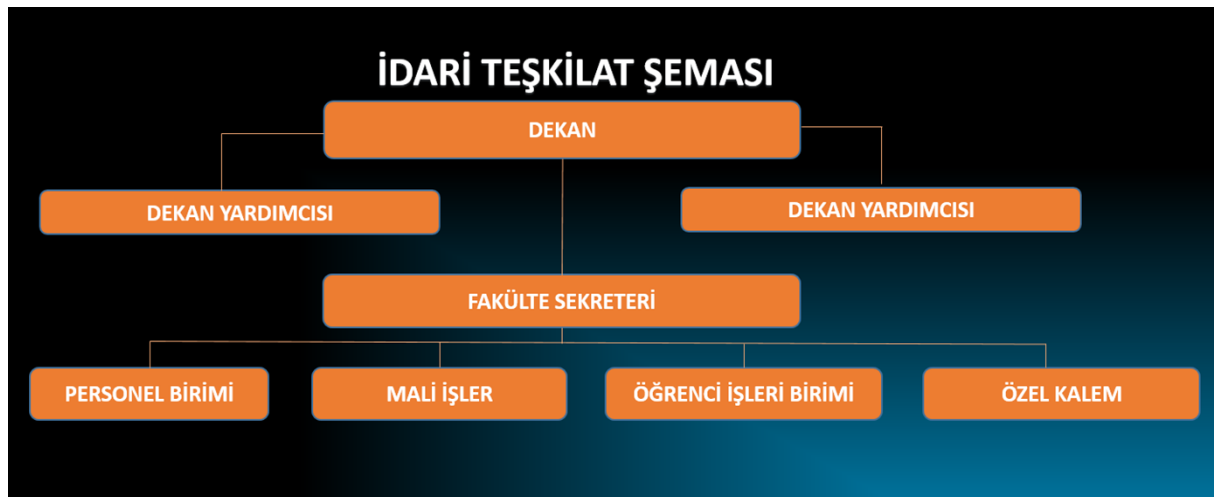 İDARİ TEŞKİLAT ŞEMASI
DEKAN
DEKAN YARDIMCISI
DEKAN YARDIMCISI
FAKÜLTE SEKRETERİ
PERSONEL BİRİMİ
MALİ İŞLER
ÖĞRENCİ İŞLERİ BİRİMİ
ÖZEL KALEM